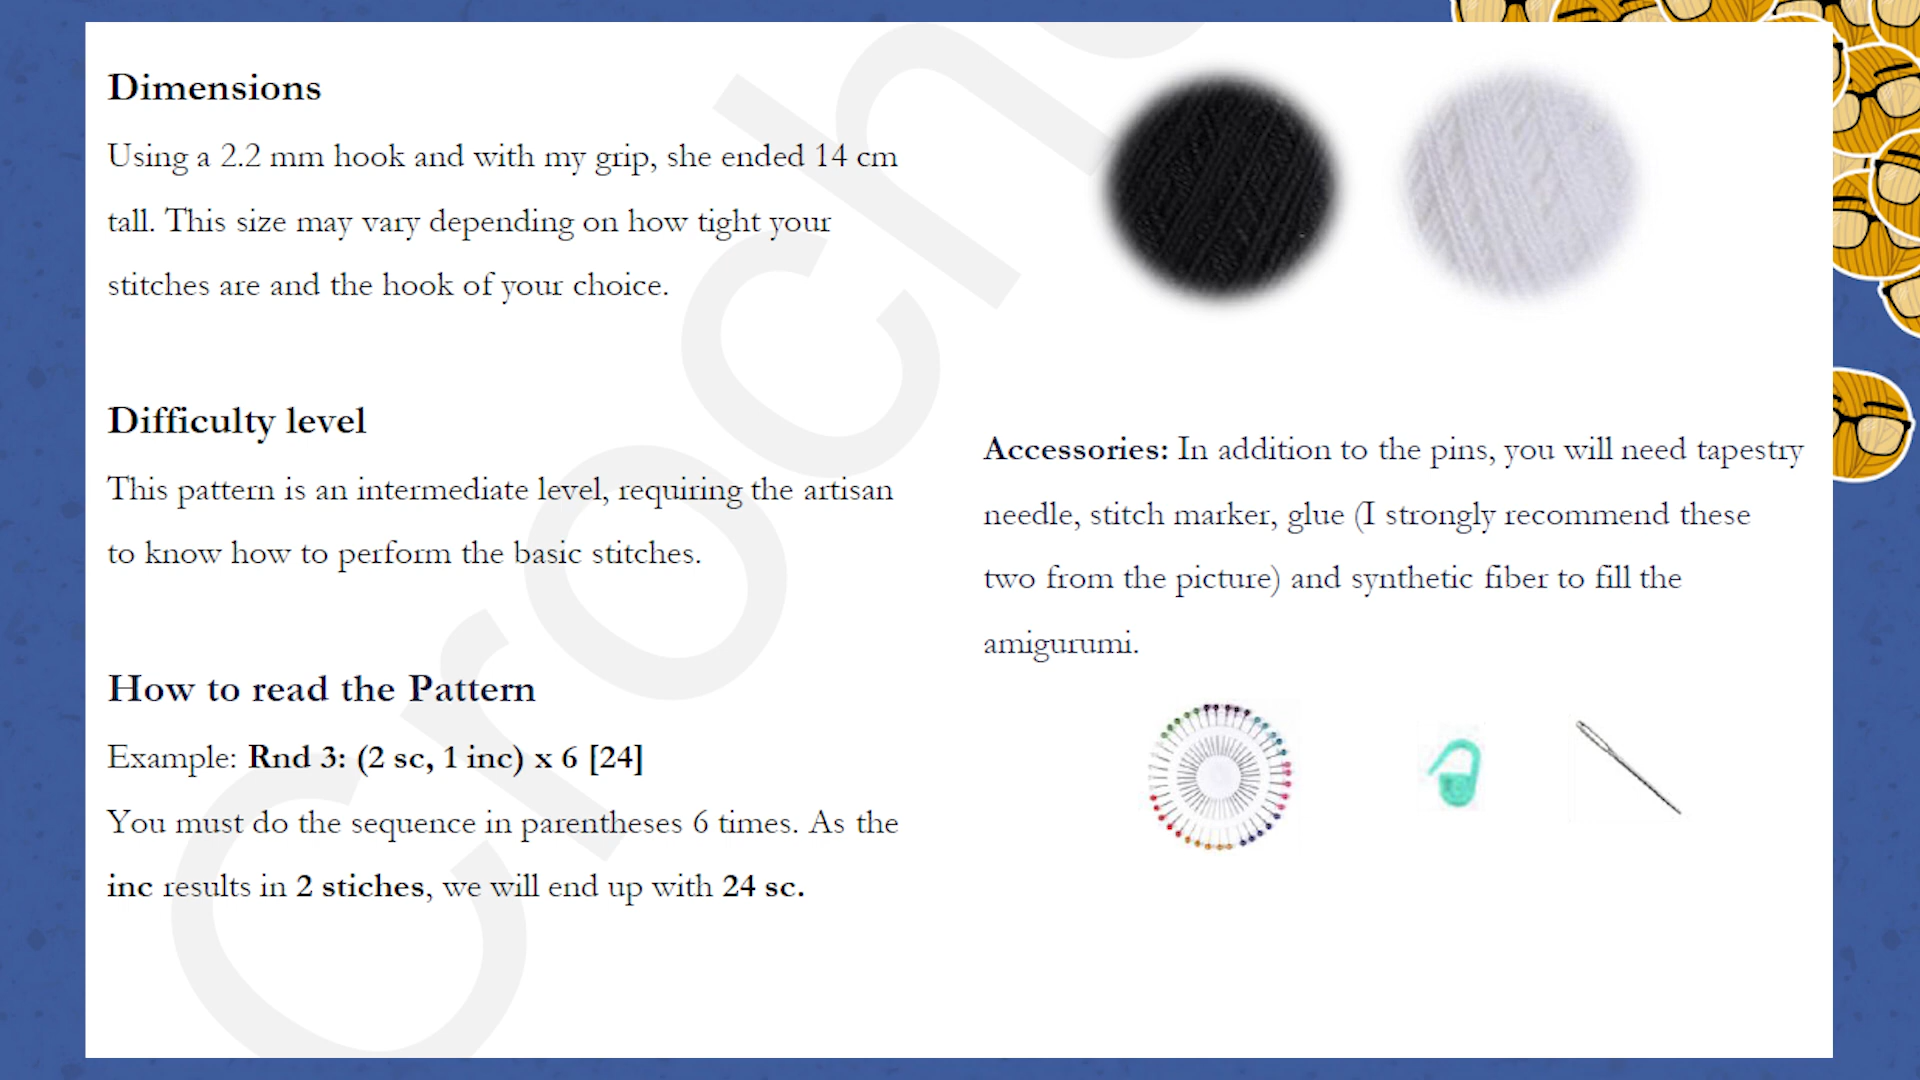 Dimensions
Using a 2.2 mm hook and with my grip, she ended 14 cm
tall. This size may vary depending on how tight your
stitches are and the hook of your choice.
Difficulty level
This pattern is an intermediate level, requiring the artisan
to know how to perform the basic stitches.
How to read the Pattern
Example: Rnd 3: (2 sc, 1 inc) x 6 [24]
You must do the sequence in parentheses 6 times. As the
inc results in 2 stiches, we will end up with 24 sc.
Accessories: In addition to the pins, you will need tapestry
needle, stitch marker, glue (I strongly recommend these
two from the picture) and synthetic fiber to fill the
amigurumi.
Croch